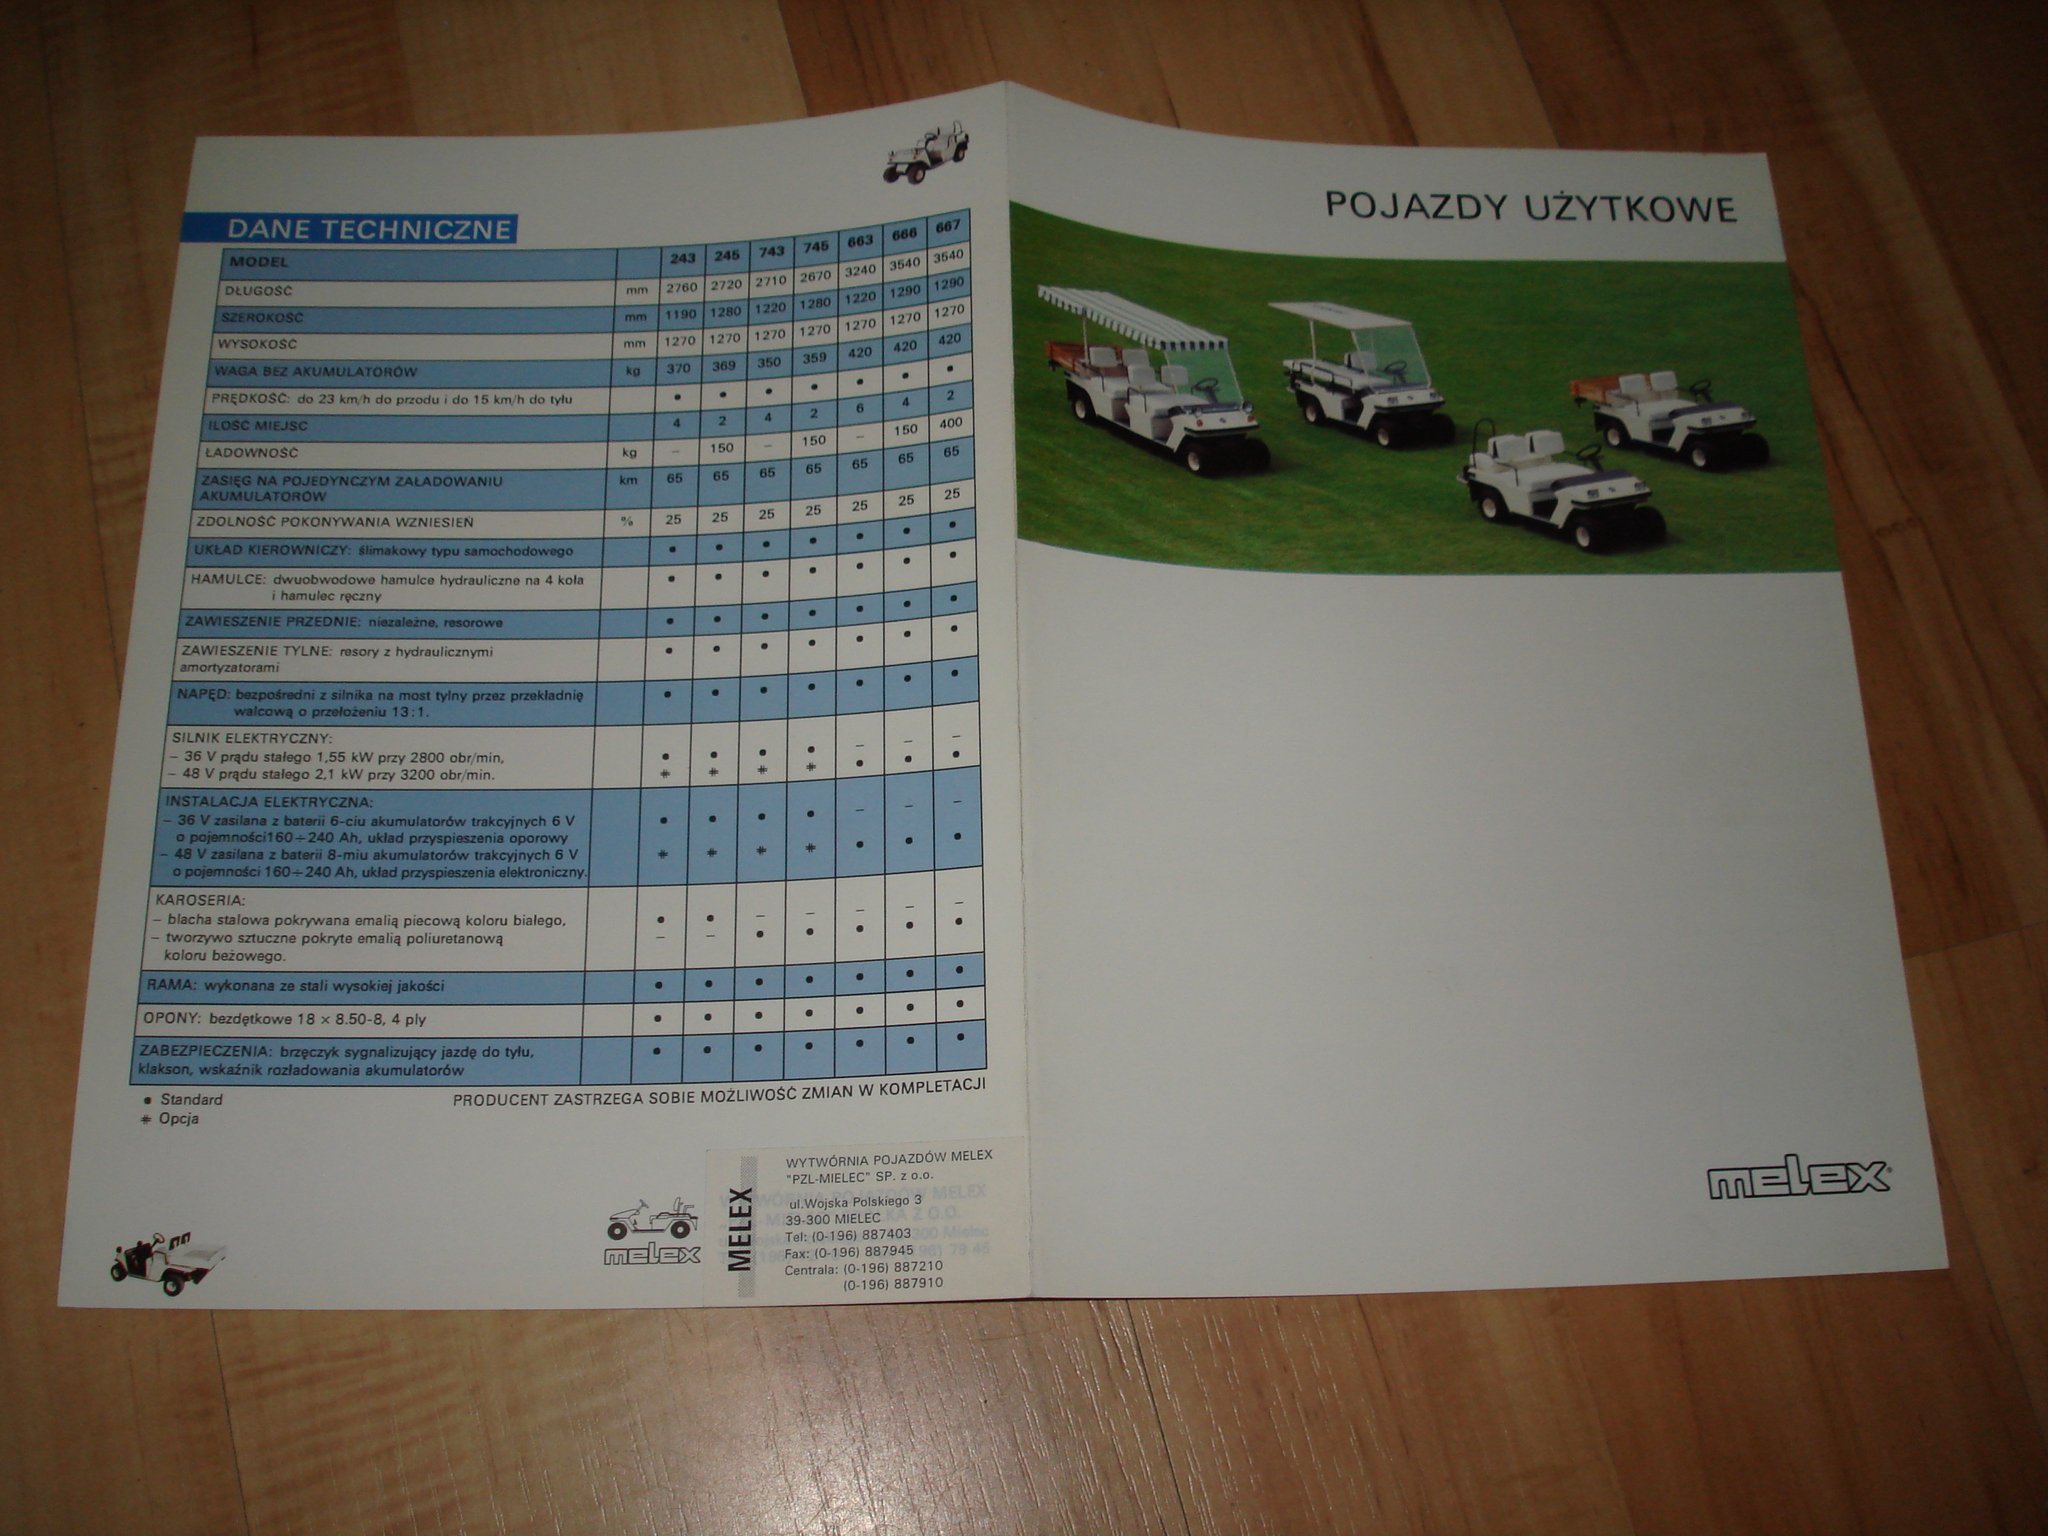 DANE TECHNICZNE
MODEL 243 245 743 745 663 666 667
DŁUGOŚĆ mm 2760 2720 2710 2670 3240 3540 3540
SZEROKOŚĆ mm 1190 1280 1220 1280 1220 1290 1290
WYSOKOŚĆ mm 1270 1270 1270 1270 1270 1270 1270
WAGA BEZ AKUMULATORÓW kg 370 369 350 359 420 420 420
PRĘDKOŚĆ: do 23 km/h do przodu i do 15 km/h do tyłu • • • • • • •
ILOŚĆ MIEJSC 4 2 4 2 6 4 2
ŁADOWNOŚĆ kg – 150 – 150 – 150 400
ZASIĘG NA POJEDYNCZYM ZAŁADOWANIU km 65 65 65 65 65 65 65
AKUMULATORÓW
ZDOLNOŚĆ POKONYWANIA WZNIESIEŃ % 25 25 25 25 25 25 25
UKŁAD KIEROWNICZY: ślimakowy typu samochodowego • • • • • • •
HAMULCE: dwuobwodowe hamulce hydrauliczne na 4 koła • • • • • • •
i hamulec ręczny
ZAWIESZENIE PRZEDNIE: niezależne, resorowe • • • • • • •
ZAWIESZENIE TYLNE: resory z hydraulicznymi • • • • • • •
amortyzatorami
NAPĘD: bezpośredni z silnika na most tylny przez przekładnię • • • • • • •
walcową o przełożeniu 13:1.
SILNIK ELEKTRYCZNY:
– 36 V prądu stałego 1,55 kW przy 2800 obr/min, • • • • – – –
– 48 V prądu stałego 2,1 kW przy 3200 obr/min. ⁜ ⁜ ⁜ ⁜ • • •
INSTALACJA ELEKTRYCZNA:
– 36 V zasilana z baterii 6-ciu akumulatorów trakcyjnych 6 V • • • • – – –
o pojemności160÷240 Ah, układ przyspieszenia oporowy
– 48 V zasilana z baterii 8-miu akumulatorów trakcyjnych 6 V ⁜ ⁜ ⁜ ⁜ • • •
o pojemności 160÷240 Ah, układ przyspieszenia elektroniczny.
KAROSERIA:
– blacha stalowa pokrywana emalią piecową koloru białego, • • – – – – –
– tworzywo sztuczne pokryte emalią poliuretanową – – • • • • •
koloru beżowego.
RAMA: wykonana ze stali wysokiej jakości • • • • • • •
OPONY: bezdętkowe 18 x 8.50-8, 4 ply • • • • • • •
ZABEZPIECZENIA: brzęczyk sygnalizujący jazdę do tyłu, • • • • • • •
klakson, wskaźnik rozładowania akumulatorów
• Standard
⁜ Opcja
PRODUCENT ZASTRZEGA SOBIE MOŻLIWOŚĆ ZMIAN W KOMPLETACJI
melex
MELEX
WYTWÓRNIA POJAZDÓW MELEX
"PZL-MIELEC" SP. z o.o.
ul.Wojska Polskiego 3
39-300 MIELEC
Tel: (0-196) 887403
Fax: (0-196) 887945
Centrala: (0-196) 887210
(0-196) 887910
POJAZDY UŻYTKOWE
melex®